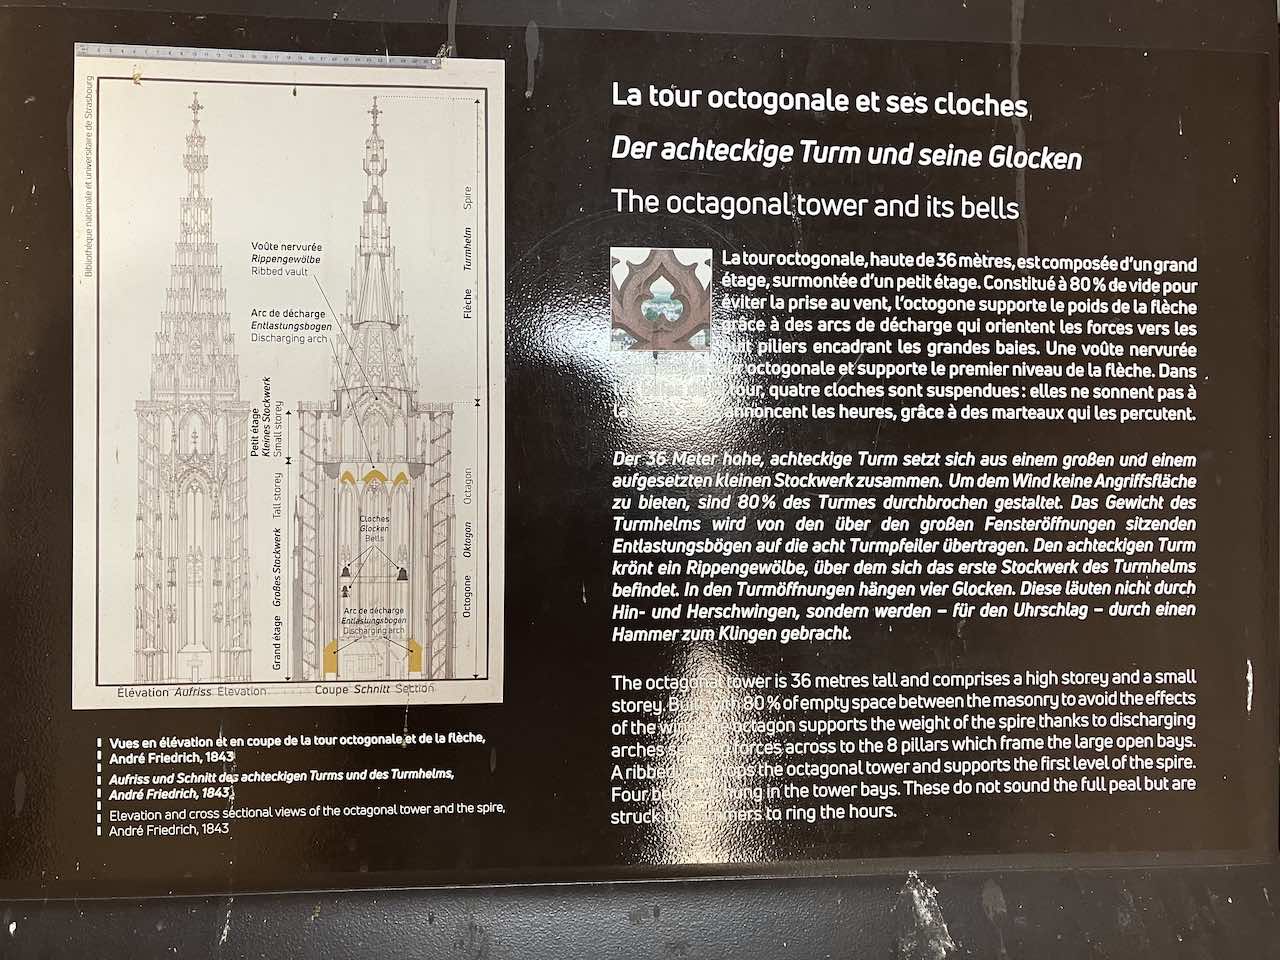 Bibliothèque nationale et universitaire de Strasbourg
Voûte nervurée
Rippengewölbe
Ribbed vault
Arc de décharge
Entlastungsbogen
Discharging arch
Petit étage
Kleines Stockwerk
Small storey
Grand étage Großes Stockwerk Tall storey
Cloches
Glocken
Bells
Arc de décharge
Entlastungsbogen
Discharging arch
Flèche Turmhelm Spire
Octogone Oktogon Octagon
Élévation Aufriss Elevation
Coupe Schnitt Section
Vues en élévation et en coupe de la tour octogonale et de la flèche,
André Friedrich, 1843
Aufriss und Schnitt des achteckigen Turms und des Turmhelms,
André Friedrich, 1843
Elevation and cross sectional views of the octagonal tower and the spire,
André Friedrich, 1843
La tour octogonale et ses cloches
Der achteckige Turm und seine Glocken
The octagonal tower and its bells
La tour octogonale, haute de 36 mètres, est composée d'un grand
étage, surmontée d'un petit étage. Constitué à 80 % de vide pour
éviter la prise au vent, l'octogone supporte le poids de la flèche
grâce à des arcs de décharge qui orientent les forces vers les
huit piliers encadrant les grandes baies. Une voûte nervurée
octogonale et supporte le premier niveau de la flèche. Dans
tour, quatre cloches sont suspendues : elles ne sonnent pas à
la annoncent les heures, grâce à des marteaux qui les percutent.
Der 36 Meter hohe, achteckige Turm setzt sich aus einem großen und einem
aufgesetzten kleinen Stockwerk zusammen. Um dem Wind keine Angriffsfläche
zu bieten, sind 80 % des Turmes durchbrochen gestaltet. Das Gewicht des
Turmhelms wird von den über den großen Fensteröffnungen sitzenden
Entlastungsbögen auf die acht Turmpfeiler übertragen. Den achteckigen Turm
krönt ein Rippengewölbe, über dem sich das erste Stockwerk des Turmhelms
befindet. In den Turmöffnungen hängen vier Glocken. Diese läuten nicht durch
Hin- und Herschwingen, sondern werden – für den Uhrschlag – durch einen
Hammer zum Klingen gebracht.
The octagonal tower is 36 metres tall and comprises a high storey and a small
storey. Built with 80 % of empty space between the masonry to avoid the effects
of the wind, octagon supports the weight of the spire thanks to discharging
arches sending forces across to the 8 pillars which frame the large open bays.
A ribbed vault tops the octagonal tower and supports the first level of the spire.
Four bells hung in the tower bays. These do not sound the full peal but are
struck by hammers to ring the hours.